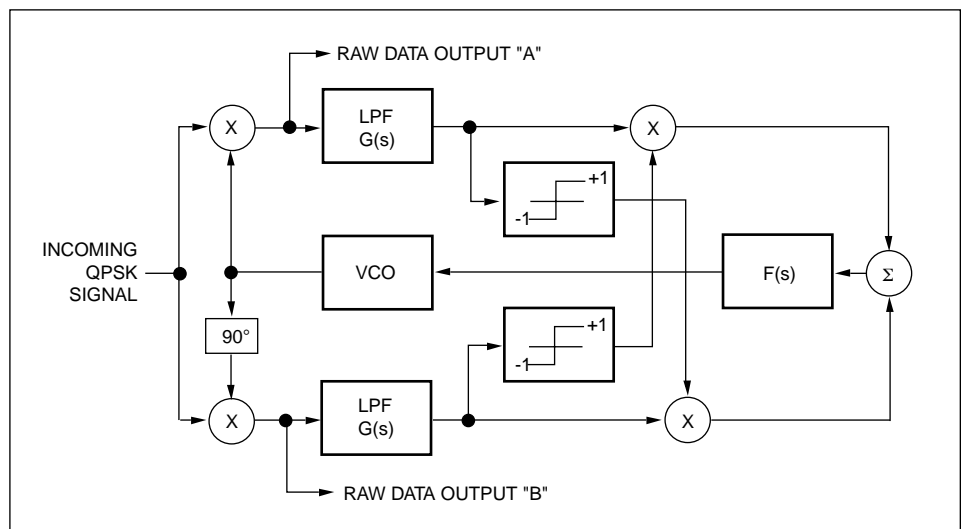 RAW DATA OUTPUT "A"
X
LPF
G(s)
X
+1
-1
INCOMING
QPSK
SIGNAL
VCO
F(s)
Σ
90°
+1
-1
X
LPF
G(s)
X
RAW DATA OUTPUT "B"